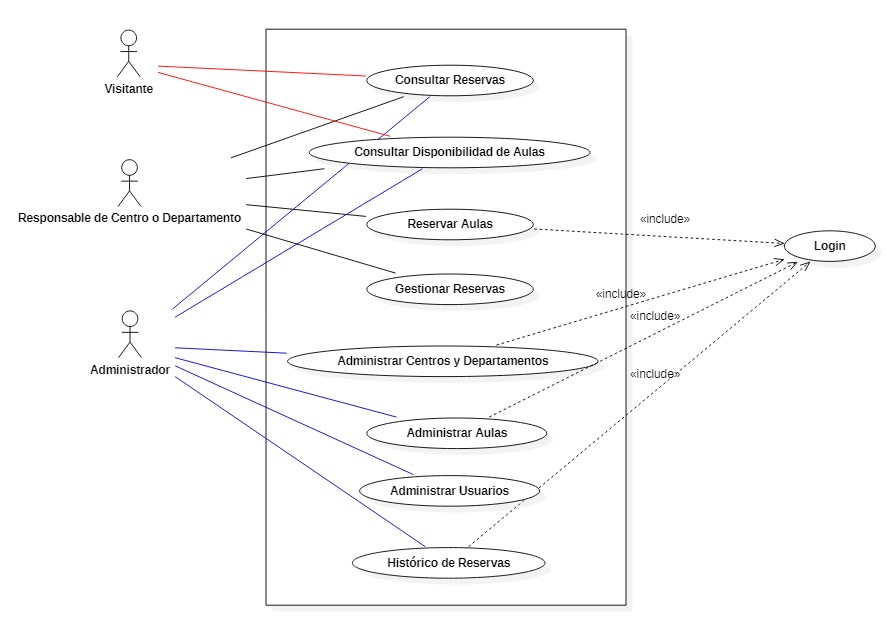 Visitante
Consultar Reservas
Consultar Disponibilidad de Aulas
Responsable de Centro o Departamento
Reservar Aulas
«include»
Login
Gestionar Reservas
«include»
«include»
Administrador
Administrar Centros y Departamentos
«include»
Administrar Aulas
Administrar Usuarios
Histórico de Reservas